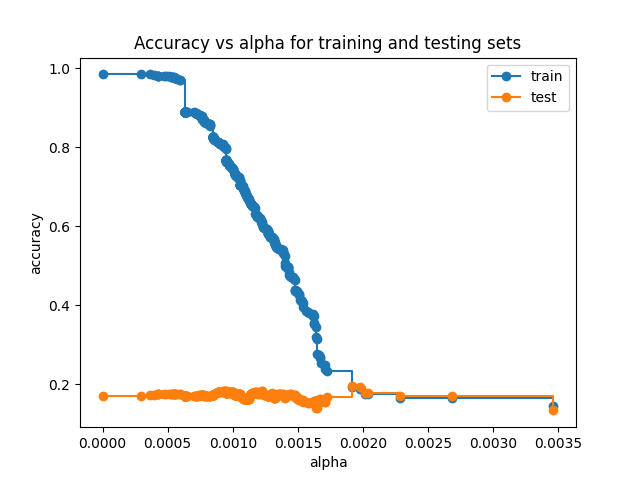 Accuracy vs alpha for training and testing sets
train
test
1.0
0.8
0.6
0.4
0.2
accuracy
0.0000 0.0005 0.0010 0.0015 0.0020 0.0025 0.0030 0.0035
alpha